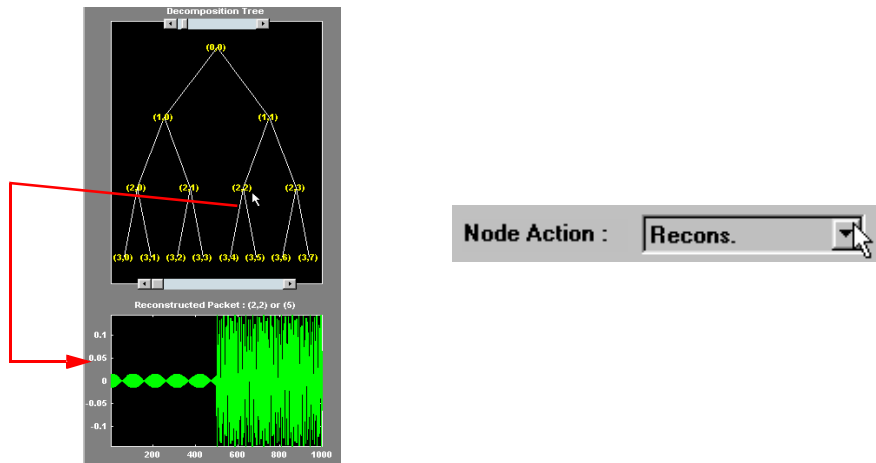 Decomposition Tree
(0,0)
(1,0) (1,1)
(2,0) (2,1) (2,2) (2,3)
(3,0) (3,1) (3,2) (3,3) (3,4) (3,5) (3,6) (3,7)
Reconstructed Packet : (2,2) or (5)
0.1
0.05
0
-0.05
-0.1
200 400 600 800 1000
Node Action : Recons.